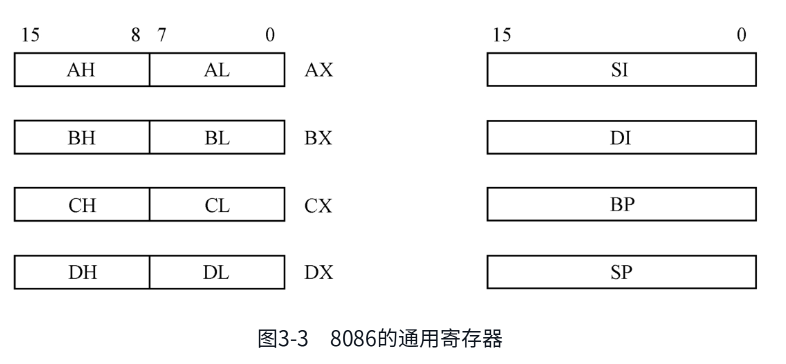 15 8 7 0 15 0
AH AL AX SI
BH BL BX DI
CH CL CX BP
DH DL DX SP
图3-3 8086的通用寄存器